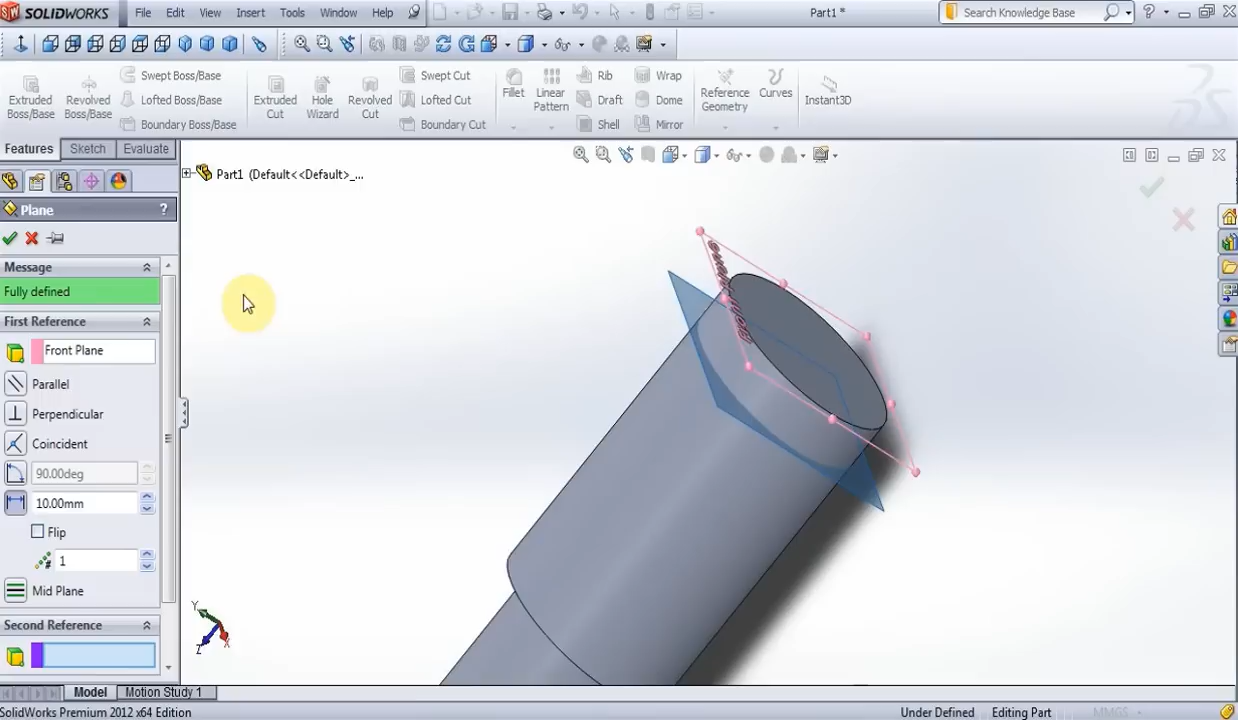 SOLIDWORKS File Edit View Insert Tools Window Help Part1 * Search Knowledge Base ?
Extruded Boss/Base
Revolved Boss/Base
Swept Boss/Base
Lofted Boss/Base
Boundary Boss/Base
Extruded Cut
Hole Wizard
Revolved Cut
Swept Cut
Lofted Cut
Boundary Cut
Fillet
Linear Pattern
Rib
Draft
Shell
Wrap
Dome
Mirror
Reference Geometry
Curves
Instant3D
Features Sketch Evaluate
Part1 (Default<<Default>_...
Plane ?
Message
Fully defined
First Reference
Front Plane
Parallel
Perpendicular
Coincident
90.00deg
10.00mm
Flip
1
Mid Plane
Second Reference
Y
Z
X
Model Motion Study 1
SolidWorks Premium 2012 x64 Edition Under Defined Editing Part MMGS